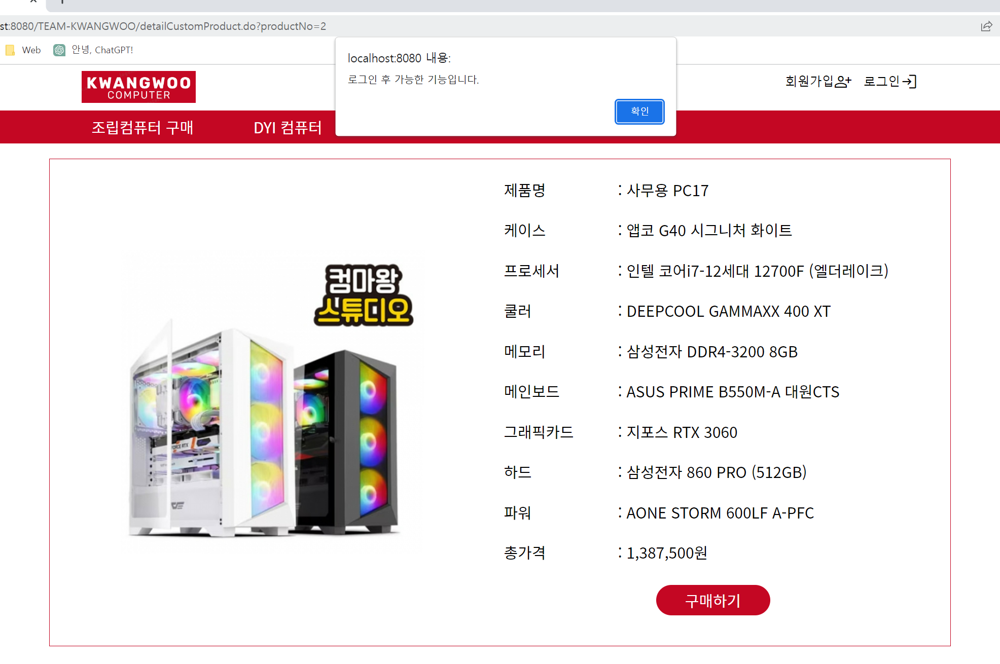 st:8080/TEAM-KWANGWOO/detailCustomProduct.do?productNo=2
Web 안녕, ChatGPT!
localhost:8080 내용:
로그인 후 가능한 기능입니다.
확인
KWANGWOO
COMPUTER
회원가입 로그인
조립컴퓨터 구매 DYI 컴퓨터
컴마왕
스튜디오
제품명 : 사무용 PC17
케이스 : 앱코 G40 시그니처 화이트
프로세서 : 인텔 코어i7-12세대 12700F (엘더레이크)
쿨러 : DEEPCOOL GAMMAXX 400 XT
메모리 : 삼성전자 DDR4-3200 8GB
메인보드 : ASUS PRIME B550M-A 대원CTS
그래픽카드 : 지포스 RTX 3060
하드 : 삼성전자 860 PRO (512GB)
파워 : AONE STORM 600LF A-PFC
총가격 : 1,387,500원
구매하기